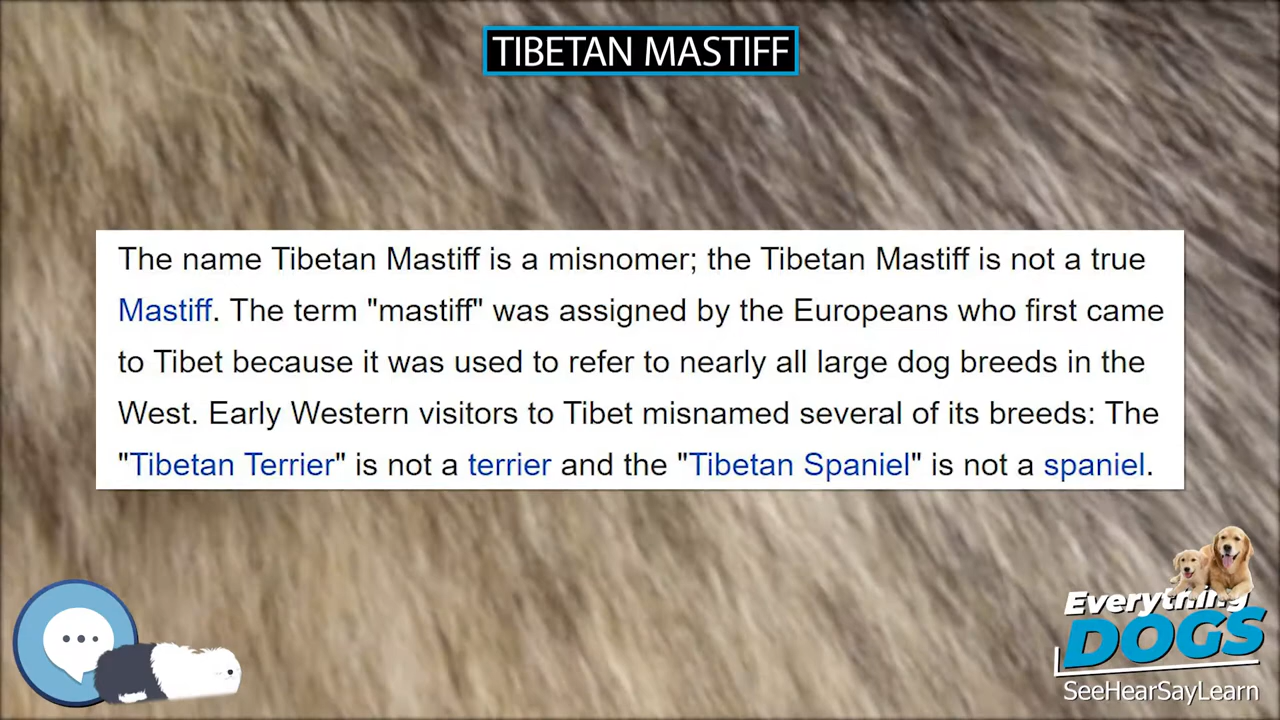 TIBETAN MASTIFF
The name Tibetan Mastiff is a misnomer; the Tibetan Mastiff is not a true
Mastiff. The term "mastiff" was assigned by the Europeans who first came
to Tibet because it was used to refer to nearly all large dog breeds in the
West. Early Western visitors to Tibet misnamed several of its breeds: The
"Tibetan Terrier" is not a terrier and the "Tibetan Spaniel" is not a spaniel.
Everything
DOGS
SeeHearSayLearn